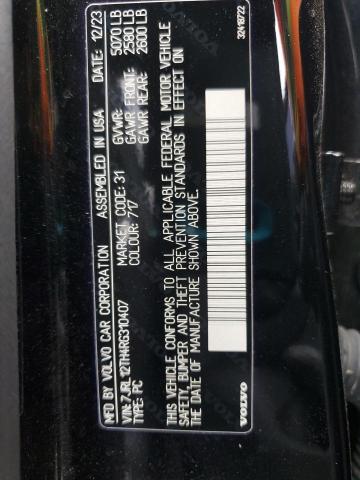 MFD BY VOLVO CAR CORPORATION ASSEMBLED IN USA DATE: 12/23
VIN: 7JRL12TH4RG310407
TYPE: PC
MARKET CODE: 31
COLOUR: 717
GVWR: 5070 LB
GAWR FRONT: 2580 LB
GAWR REAR: 2600 LB
THIS VEHICLE CONFORMS TO ALL APPLICABLE FEDERAL MOTOR VEHICLE
SAFETY, BUMPER AND THEFT PREVENTION STANDARDS IN EFFECT ON
THE DATE OF MANUFACTURE SHOWN ABOVE.
VOLVO
32418722